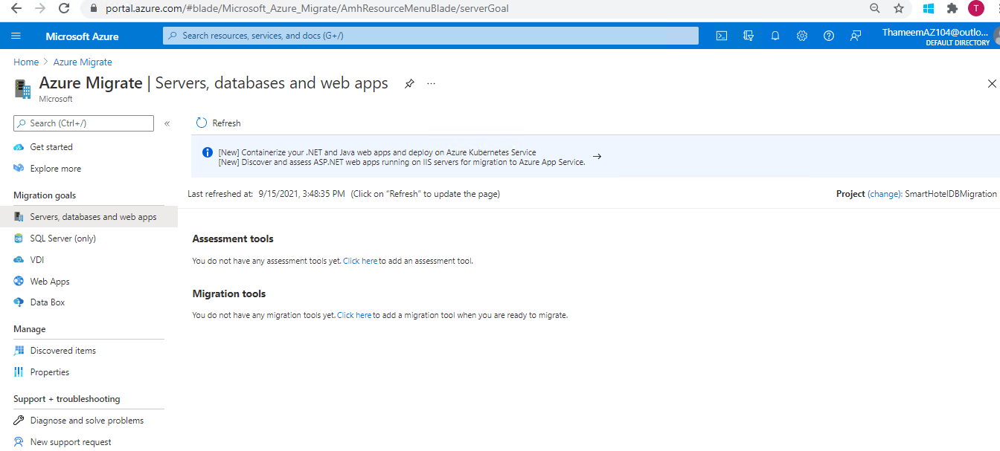 portal.azure.com/#blade/Microsoft_Azure_Migrate/AmhResourceMenuBlade/serverGoal
T
Microsoft Azure
Search resources, services, and docs (G+/)
ThameemAZ104@outlo...
DEFAULT DIRECTORY
Home > Azure Migrate
Azure Migrate | Servers, databases and web apps
Microsoft
Search (Ctrl+/)
Get started
Explore more
Migration goals
Servers, databases and web apps
SQL Server (only)
VDI
Web Apps
Data Box
Manage
Discovered items
Properties
Support + troubleshooting
Diagnose and solve problems
New support request
Refresh
[New] Containerize your .NET and Java web apps and deploy on Azure Kubernetes Service
[New] Discover and assess ASP.NET web apps running on IIS servers for migration to Azure App Service.
Last refreshed at: 9/15/2021, 3:48:35 PM (Click on “Refresh” to update the page)
Project (change): SmartHotelDBMigration
Assessment tools
You do not have any assessment tools yet. Click here to add an assessment tool.
Migration tools
You do not have any migration tools yet. Click here to add a migration tool when you are ready to migrate.